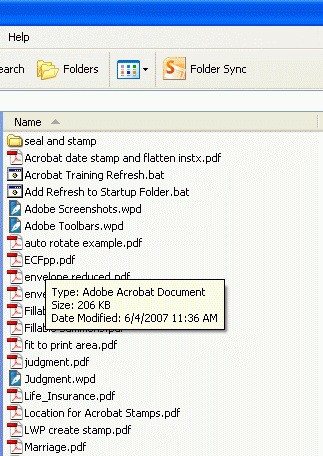 Help
earch
Folders
Folder Sync
Name
seal and stamp
Acrobat date stamp and flatten instx.pdf
Acrobat Training Refresh.bat
Add Refresh to Startup Folder.bat
Adobe Screenshots.wpd
Adobe Toolbars.wpd
auto rotate example.pdf
ECFpp.pdf
envelope reduced.pdf
Type: Adobe Acrobat Document
Size: 206 KB
Date Modified: 6/4/2007 11:36 AM
fit to print area.pdf
judgment.pdf
Judgment.wpd
Life_Insurance.pdf
Location for Acrobat Stamps.pdf
LWP create stamp.pdf
Marriage.pdf